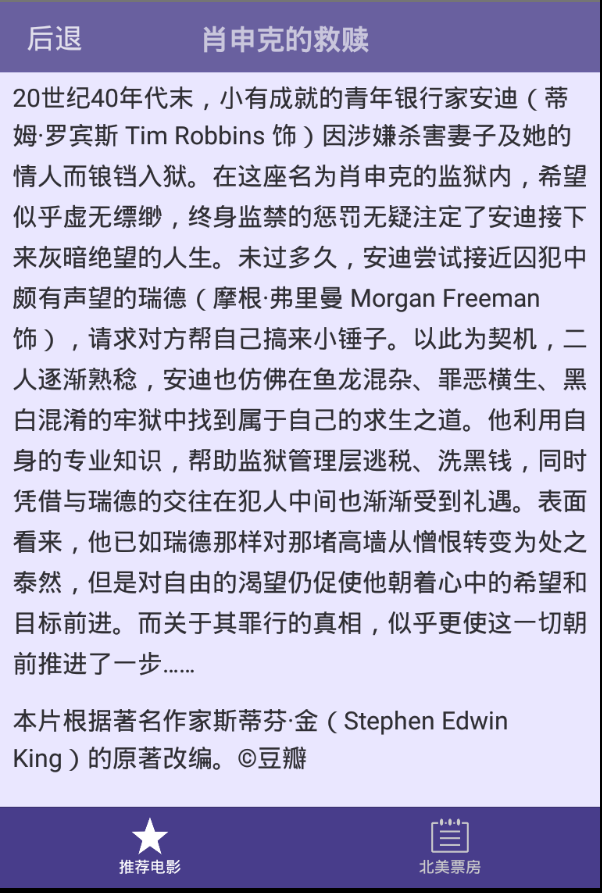 后退 肖申克的救赎
20世纪40年代末，小有成就的青年银行家安迪（蒂
姆·罗宾斯 Tim Robbins 饰）因涉嫌杀害妻子及她的
情人而锒铛入狱。在这座名为肖申克的监狱内，希望
似乎虚无缥缈，终身监禁的惩罚无疑注定了安迪接下
来灰暗绝望的人生。未过多久，安迪尝试接近囚犯中
颇有声望的瑞德（摩根·弗里曼 Morgan Freeman
饰），请求对方帮自己搞来小锤子。以此为契机，二
人逐渐熟稔，安迪也仿佛在鱼龙混杂、罪恶横生、黑
白混淆的牢狱中找到属于自己的求生之道。他利用自
身的专业知识，帮助监狱管理层逃税、洗黑钱，同时
凭借与瑞德的交往在犯人中间也渐渐受到礼遇。表面
看来，他已如瑞德那样对那堵高墙从憎恨转变为处之
泰然，但是对自由的渴望仍促使他朝着心中的希望和
目标前进。而关于其罪行的真相，似乎更使这一切朝
前推进了一步……
本片根据著名作家斯蒂芬·金（Stephen Edwin
King）的原著改编。©豆瓣
推荐电影 北美票房